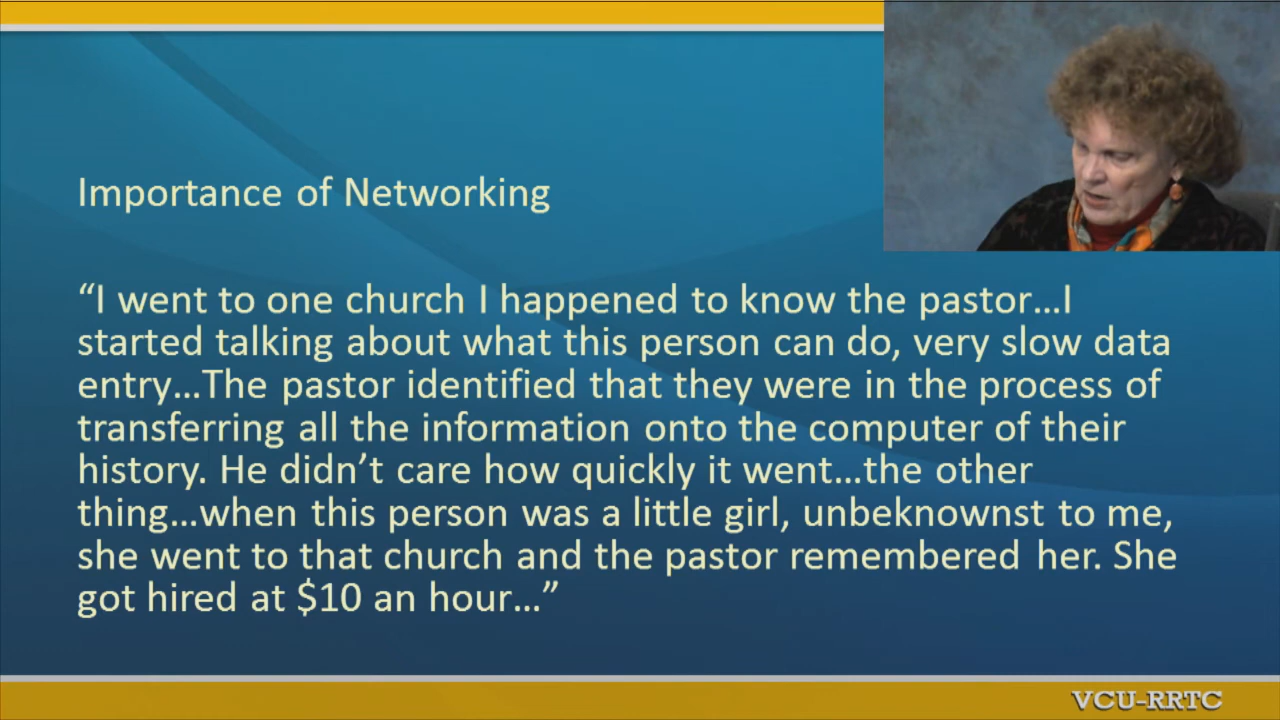 Importance of Networking
“I went to one church I happened to know the pastor…I
started talking about what this person can do, very slow data
entry…The pastor identified that they were in the process of
transferring all the information onto the computer of their
history. He didn’t care how quickly it went…the other
thing…when this person was a little girl, unbeknownst to me,
she went to that church and the pastor remembered her. She
got hired at $10 an hour…”
VCU-RRTC